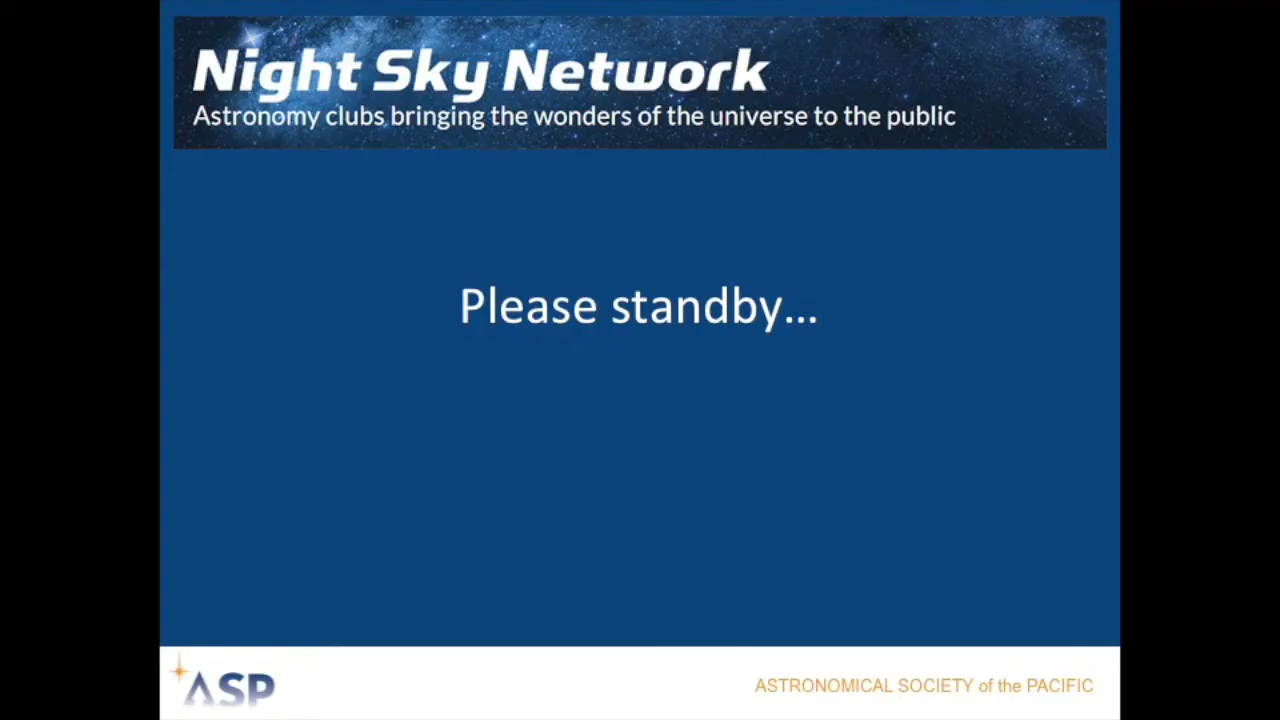 Night Sky Network
Astronomy clubs bringing the wonders of the universe to the public
Please standby...
ASP
ASTRONOMICAL SOCIETY of the PACIFIC